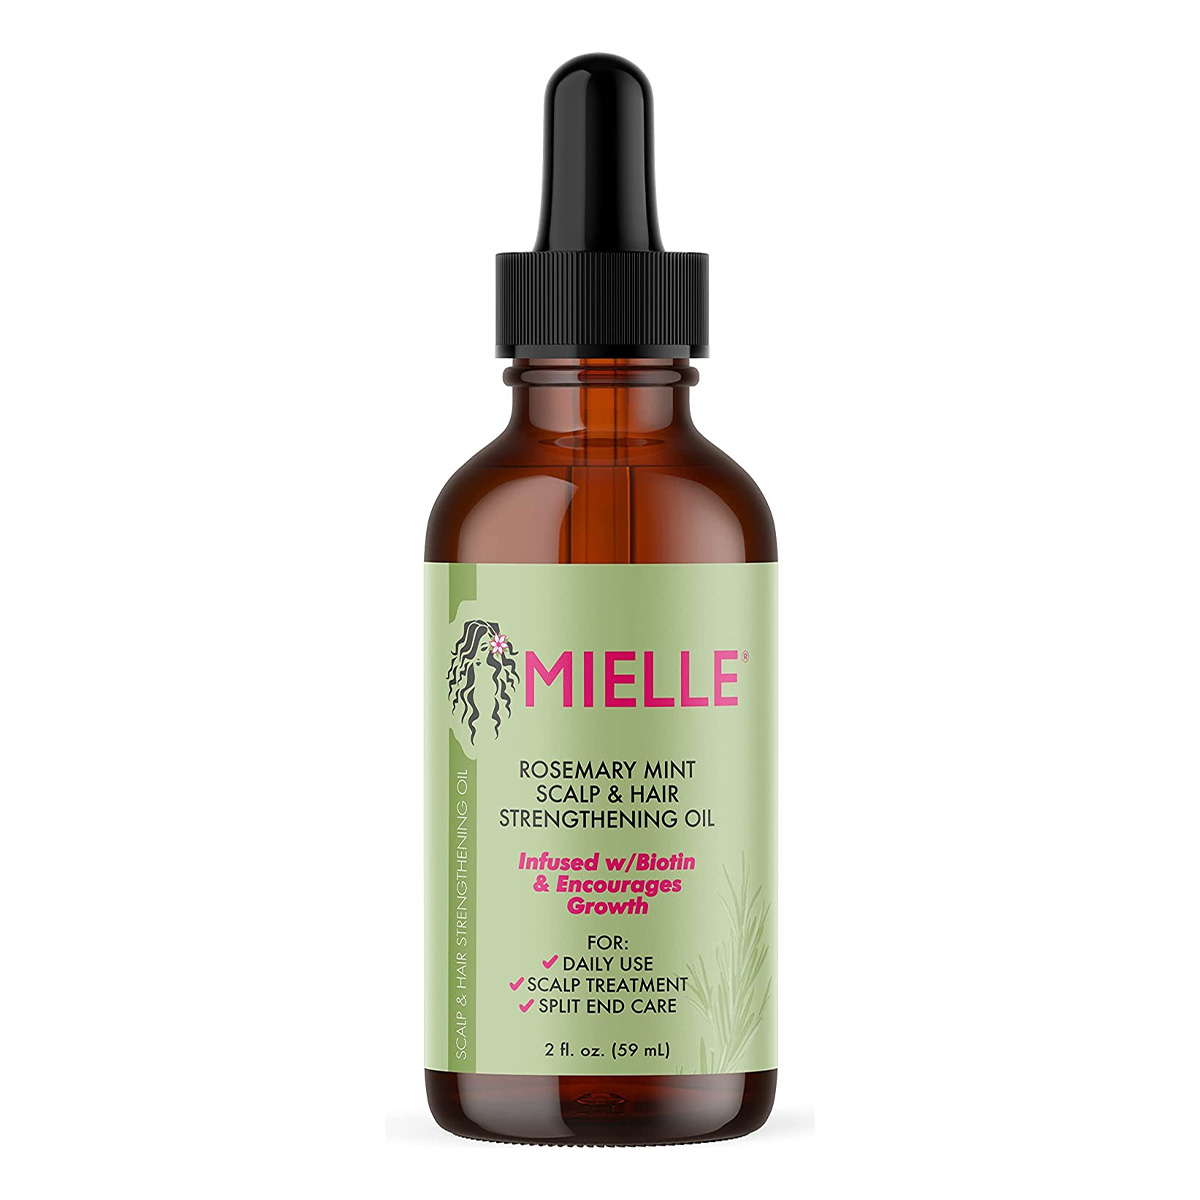 MIELLE®
ROSEMARY MINT
SCALP & HAIR
STRENGTHENING OIL
Infused w/Biotin
& Encourages
Growth
FOR:
✓ DAILY USE
✓ SCALP TREATMENT
✓ SPLIT END CARE
2 fl. oz. (59 mL)
SCALP & HAIR STRENGTHENING OIL